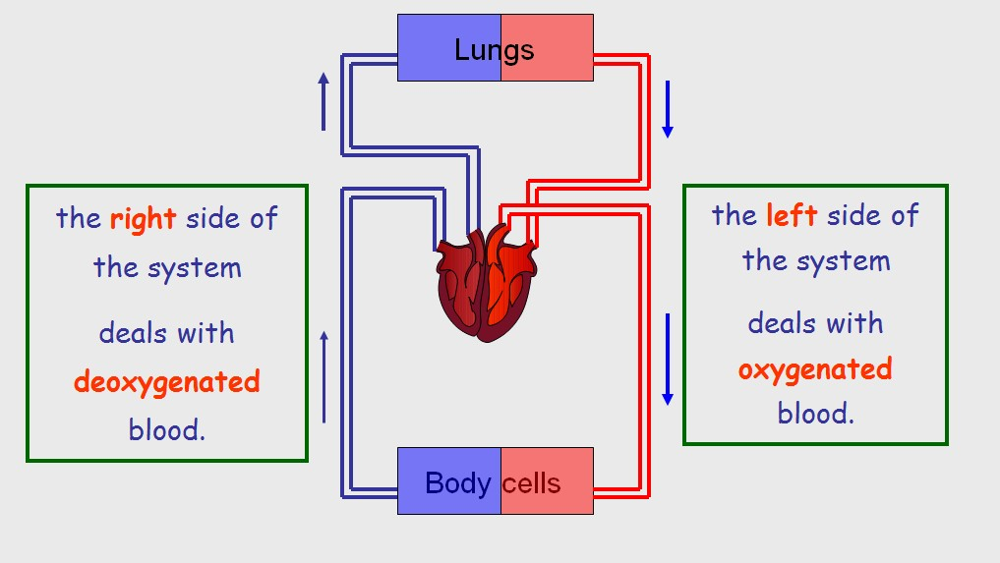 Lungs
the right side of
the system
deals with
deoxygenated
blood.
the left side of
the system
deals with
oxygenated
blood.
Body cells